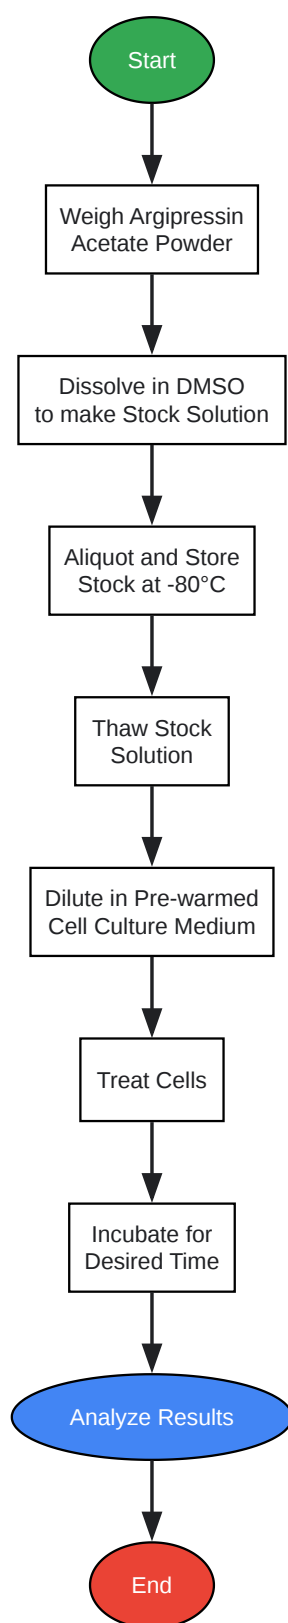 Start
Weigh Argipressin
Acetate Powder
Dissolve in DMSO
to make Stock Solution
Aliquot and Store
Stock at -80°C
Thaw Stock
Solution
Dilute in Pre-warmed
Cell Culture Medium
Treat Cells
Incubate for
Desired Time
Analyze Results
End